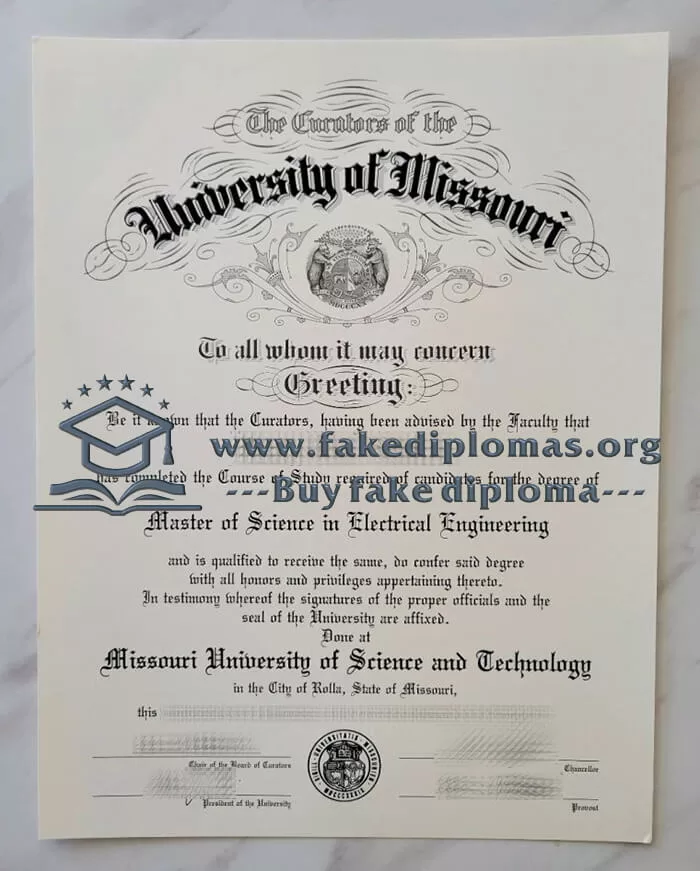 The Curators of the
University of Missouri
To all whom it may concern
Greeting:
Be it known that the Curators, having been advised by the Faculty that
www.fakediplomas.org
has completed the Course of Study required of candidates for the degree of
---Buy fake diploma---
Master of Science in Electrical Engineering
and is qualified to receive the same, do confer said degree
with all honors and privileges appertaining thereto.
In testimony whereof the signatures of the proper officials and the
seal of the University are affixed.
Done at
Missouri University of Science and Technology
in the City of Rolla, State of Missouri,
this
Chair of the Board of Curators
Chancellor
President of the University
Provost